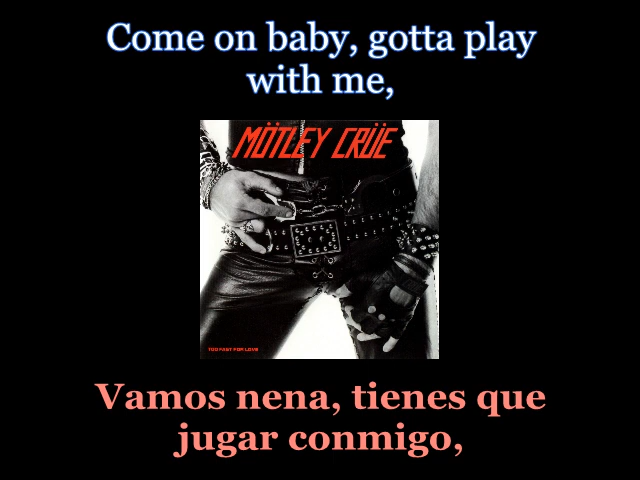 Come on baby, gotta play
with me,
MÖTLEY CRÜE
TOO FAST FOR LOVE
Vamos nena, tienes que
jugar conmigo,